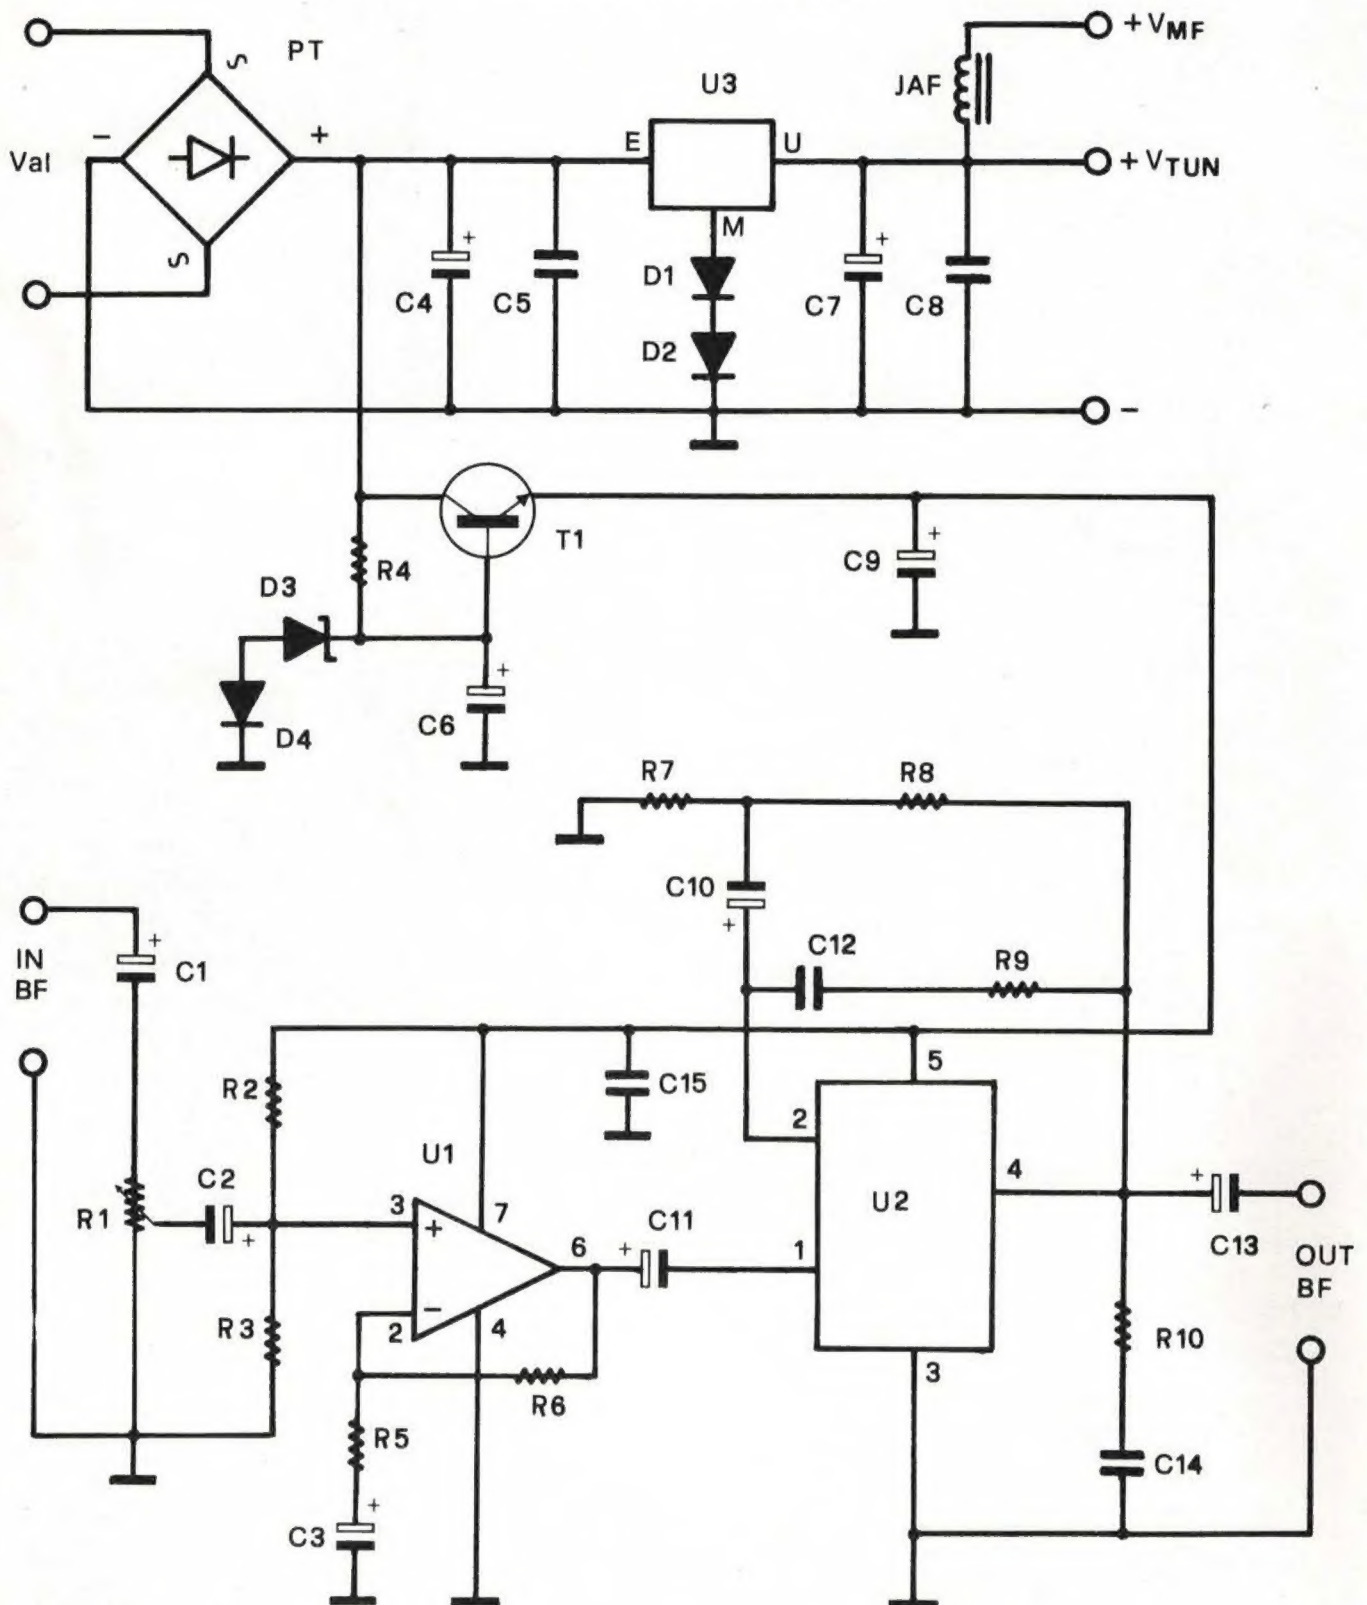 PT
+ VMF
S
U3
JAF
- +
E U
Val
+ VTUN
M
S
+ +
D1
C4 C5 C7 C8
D2
-
T1
+
C9
R4
D3
+
C6
D4
R7 R8
C10
+
C12
R9
+
IN
BF
C1
5
C15
R2
2
U1
C2
4
+
3 7
R1
U2
+
C11
6
+
+
1
C13
OUT
BF
-
R3
2 4
R10
3
R6
R5
C14
+
C3